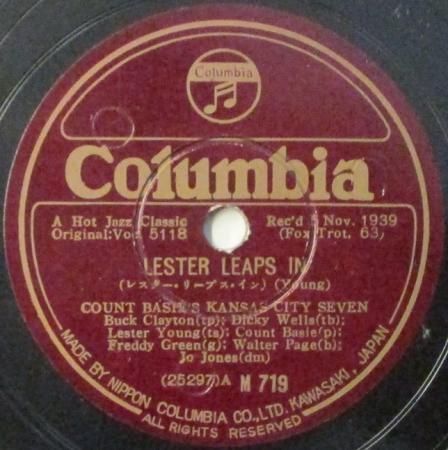 Columbia
Columbia
A Hot Jazz Classic
Original:Voc. 5118
Rec'd 5 Nov. 1939
(Fox Trot, 63)
LESTER LEAPS IN
(レスター・リープス・イン) (Young)
COUNT BASIE'S KANSAS CITY SEVEN
Buck Clayton(tp); Dicky Wells(tb);
Lester Young(ts); Count Basie(p);
Freddy Green(g); Walter Page(b);
Jo Jones(dm)
(25297)A M 719
MADE BY NIPPON COLUMBIA CO., LTD. KAWASAKI, JAPAN
ALL RIGHTS RESERVED